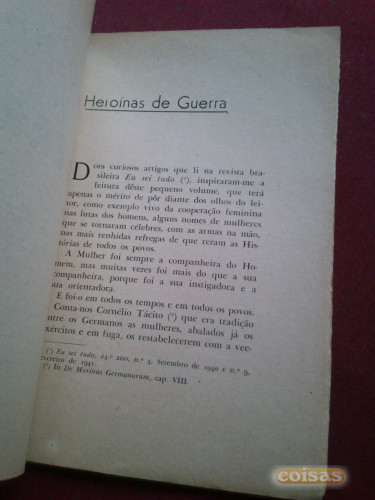 Heroínas de Guerra
Dois curiosos artigos que li na revista bra-
sileira Eu sei tudo (¹), inspiraram-me a
feitura dêste pequeno volume, que terá
apenas o mérito de pôr diante dos olhos do lei-
tor, como exemplo vivo da cooperação feminina
nas lutas dos homens, alguns nomes de mulheres
que se tornaram célebres, com as armas na mão,
nas mais renhidas refregas de que rezam as His-
tórias de todos os povos.
A Mulher foi sempre a companheira do Ho-
mem, mas muitas vezes foi mais do que a sua
companheira, porque foi a sua instigadora e a
sua orientadora.
E foi-o em todos os tempos e em todos os povos.
Conta-nos Cornélio Tácito (²) que era tradição
entre os Germanos as mulheres, abalados já os
exércitos e em fuga, os restabelecerem com a vee-
(¹) Eu sei tudo, 24.º ano, n.º 4, Setembro de 1940 e n.º 9,
Fevereiro de 1941.
(²) In De Moribus Germanorum, cap. VIII.
coisas